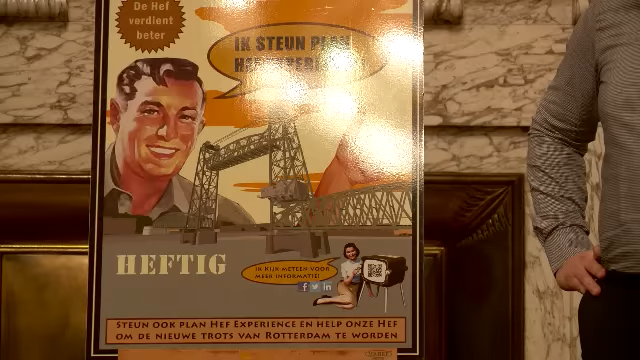 De Hef
verdient
beter
IK STEUN PLAN
HEFTIG
IK KIJK METEEN VOOR
MEER INFORMATIE!
f in
STEUN OOK PLAN HEF EXPERIENCE EN HELP ONZE HEF
OM DE NIEUWE TROTS VAN ROTTERDAM TE WORDEN